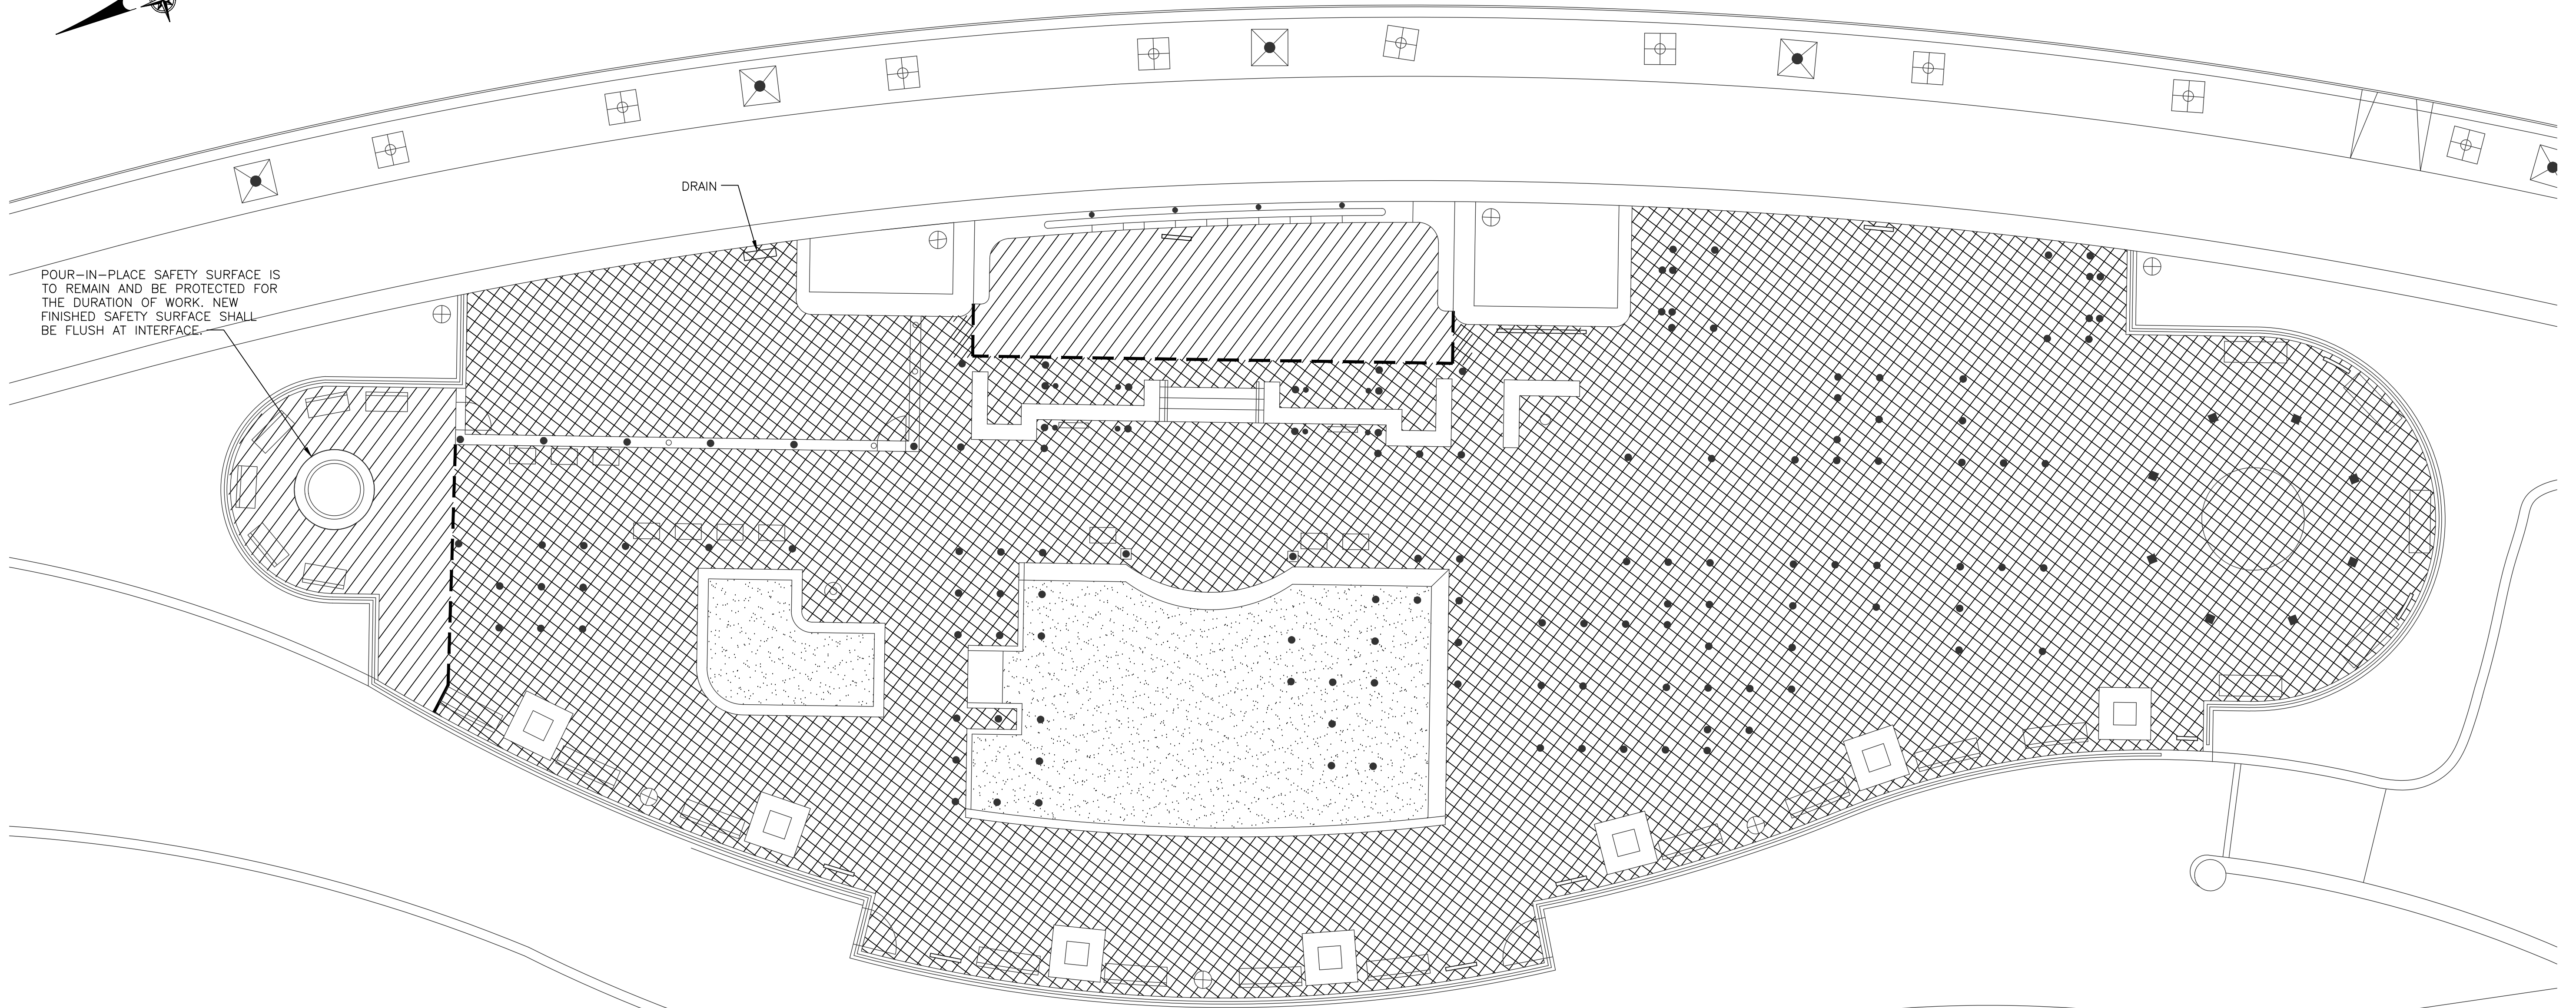 DRAIN
POUR-IN-PLACE SAFETY SURFACE IS
TO REMAIN AND BE PROTECTED FOR
THE DURATION OF WORK. NEW
FINISHED SAFETY SURFACE SHALL
BE FLUSH AT INTERFACE.